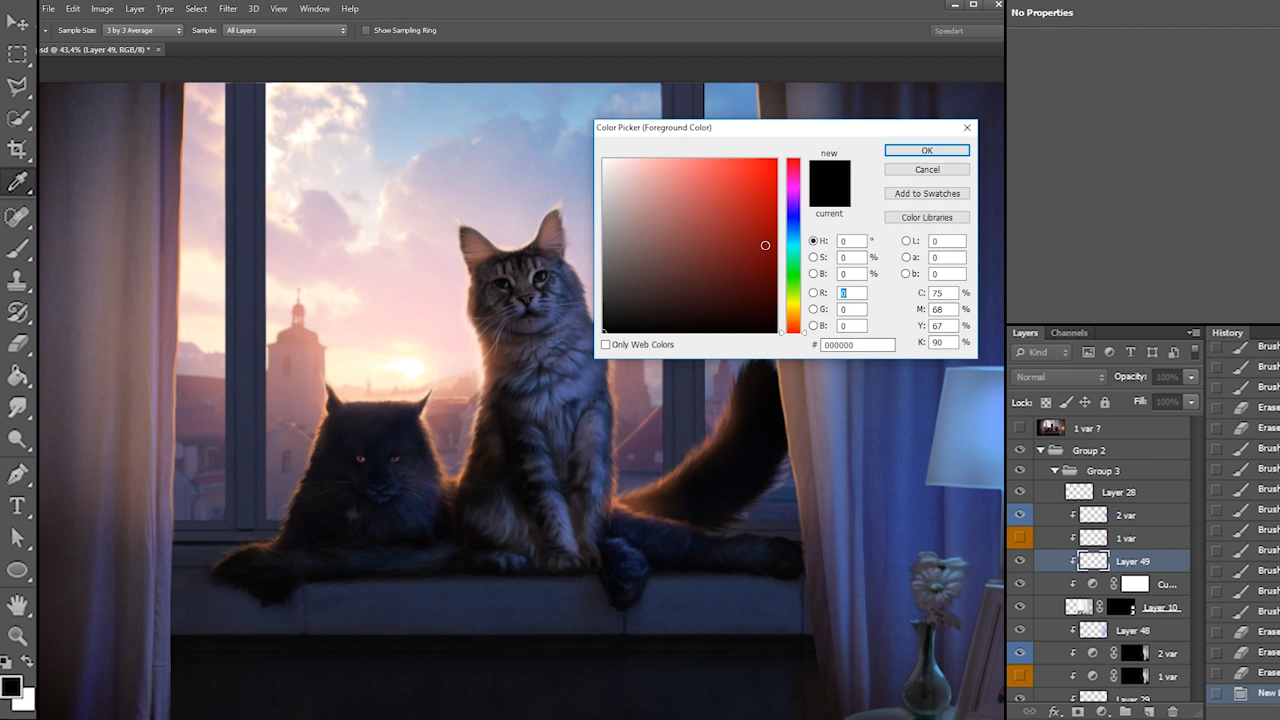 File Edit Image Layer Type Select Filter 3D View Window Help
Sample Size: 3 by 3 Average Sample: All Layers Show Sampling Ring
Speedart
sd @ 43,4% (Layer 49, RGB/8) * ×
No Properties
Color Picker (Foreground Color)
new
current
OK
Cancel
Add to Swatches
Color Libraries
H: 0 °
S: 0 %
B: 0 %
R: 0
G: 0
B: 0
L: 0
a: 0
b: 0
C: 75 %
M: 68 %
Y: 67 %
K: 90 %
# 000000
Only Web Colors
Layers Channels
Kind
Normal Opacity: 100%
Lock: Fill: 100%
1 var ?
Group 2
Group 3
Layer 28
2 var
1 var
Layer 49
Cu...
Layer 10
Layer 48
2 var
1 var
Layer 29
History
Brush
Brush
Brush
Erase
Erase
Brush
Brush
Brush
Brush
Brush
Brush
Brush
Brush
Brush
Erase
Erase
Erase
New L